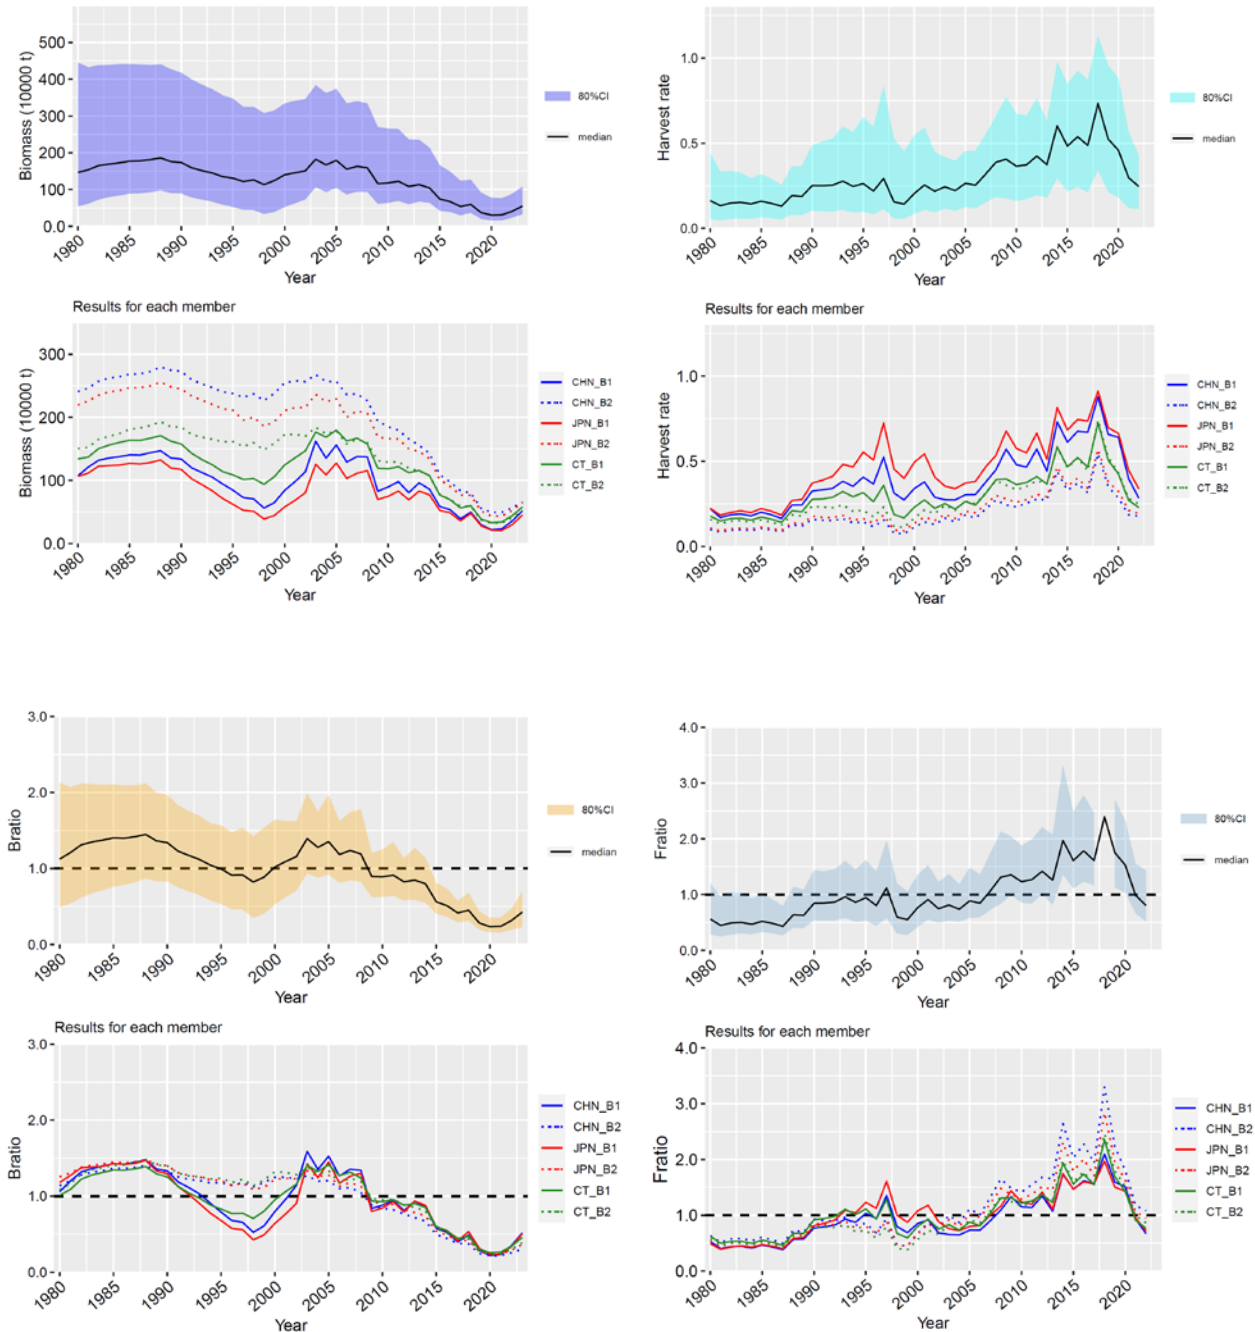 Biomass (10000 t)
500
400
300
200
100
0.0
1980
1985
1990
1995
2000
2005
2010
2015
2020
Year
80%CI
median
Harvest rate
1.0
0.5
0.0
1980
1985
1990
1995
2000
2005
2010
2015
2020
Year
80%CI
median
Results for each member
Biomass (10000 t)
300
200
100
0.0
1980
1985
1990
1995
2000
2005
2010
2015
2020
Year
CHN_B1
CHN_B2
JPN_B1
JPN_B2
CT_B1
CT_B2
Results for each member
Harvest rate
1.0
0.5
0.0
1980
1985
1990
1995
2000
2005
2010
2015
2020
Year
CHN_B1
CHN_B2
JPN_B1
JPN_B2
CT_B1
CT_B2
Bratio
3.0
2.0
1.0
0.0
1980
1985
1990
1995
2000
2005
2010
2015
2020
Year
80%CI
median
Fratio
4.0
3.0
2.0
1.0
0.0
1980
1985
1990
1995
2000
2005
2010
2015
2020
Year
80%CI
median
Results for each member
Bratio
3.0
2.0
1.0
0.0
1980
1985
1990
1995
2000
2005
2010
2015
2020
Year
CHN_B1
CHN_B2
JPN_B1
JPN_B2
CT_B1
CT_B2
Results for each member
Fratio
4.0
3.0
2.0
1.0
0.0
1980
1985
1990
1995
2000
2005
2010
2015
2020
Year
CHN_B1
CHN_B2
JPN_B1
JPN_B2
CT_B1
CT_B2